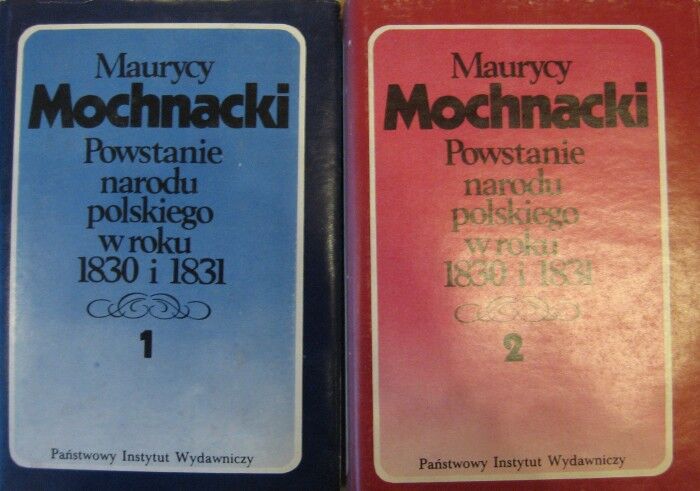 Maurycy
Mochnacki
Powstanie
narodu
polskiego
w roku
1830 i 1831
1
Państwowy Instytut Wydawniczy
Maurycy
Mochnacki
Powstanie
narodu
polskiego
w roku
1830 i 1831
2
Państwowy Instytut Wydawniczy